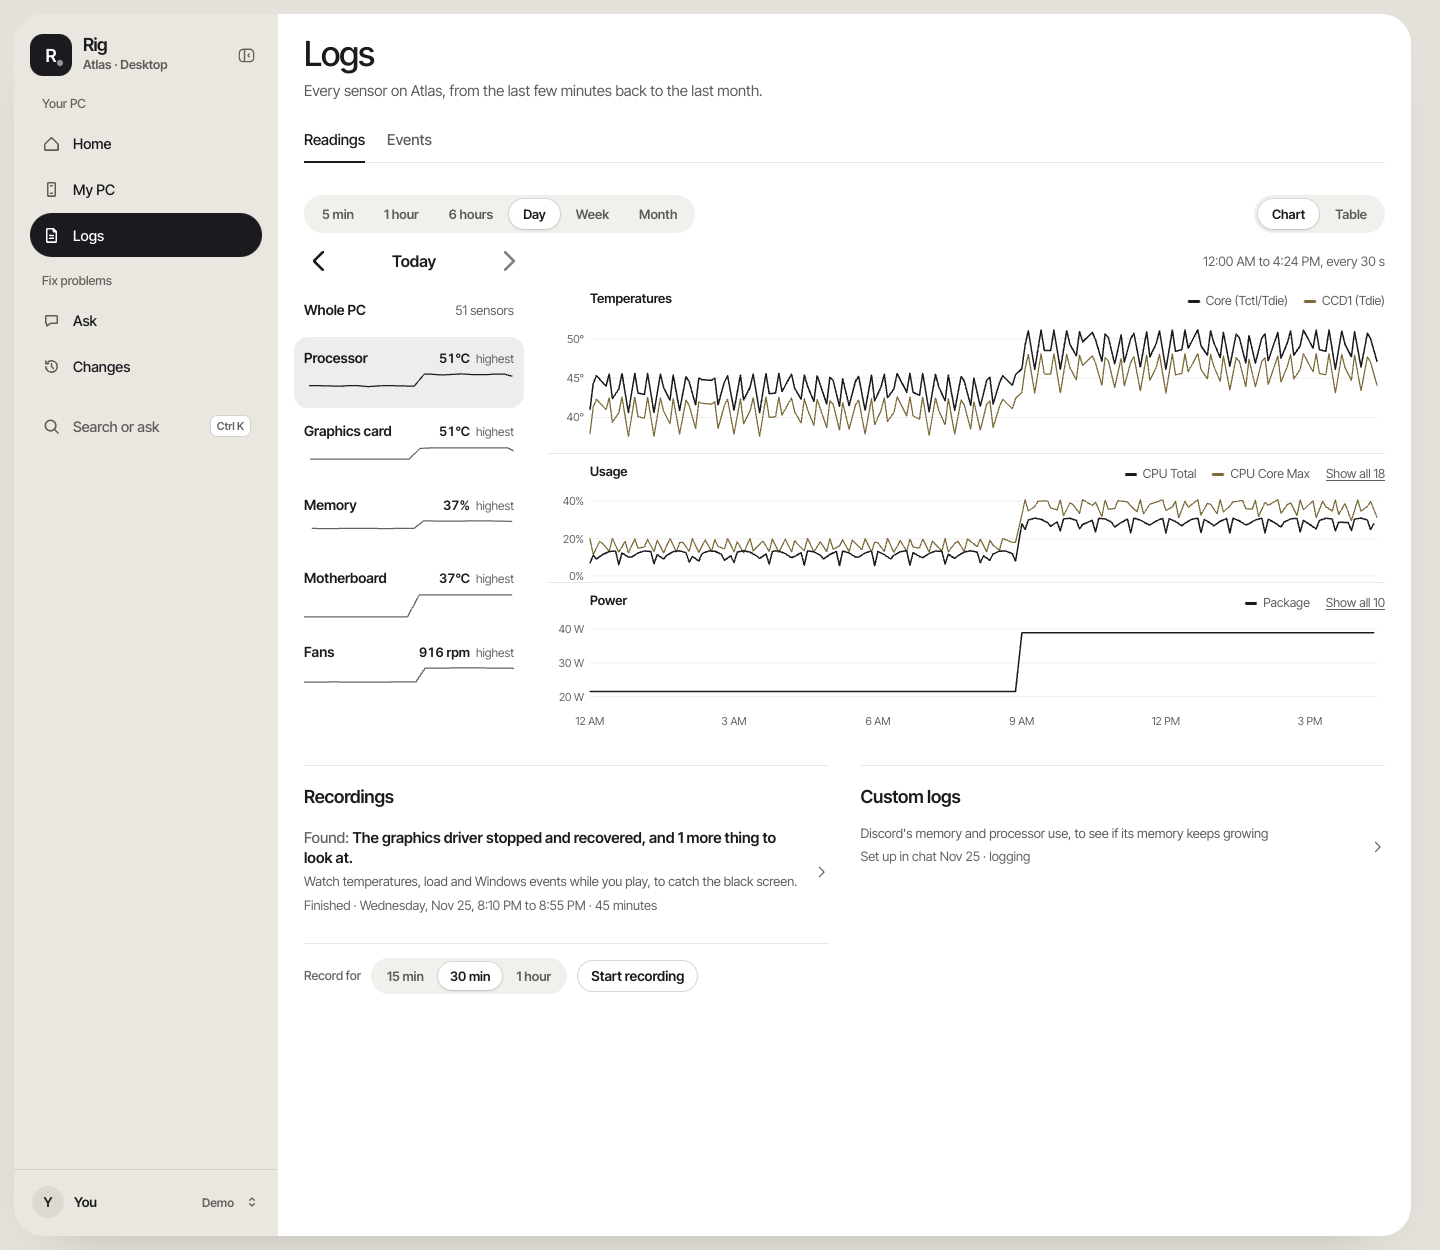 R.
Rig
Atlas · Desktop
Your PC
Home
My PC
Logs
Fix problems
Ask
Changes
Search or ask
Ctrl K
Y
You
Demo
Logs
Every sensor on Atlas, from the last few minutes back to the last month.
Readings
Events
5 min
1 hour
6 hours
Day
Week
Month
Chart
Table
Today
12:00 AM to 4:24 PM, every 30 s
Whole PC
51 sensors
Processor
51°C highest
Graphics card
51°C highest
Memory
37% highest
Motherboard
37°C highest
Fans
916 rpm highest
Temperatures
Core (Tctl/Tdie)
CCD1 (Tdie)
50°
45°
40°
Usage
CPU Total
CPU Core Max
Show all 18
40%
20%
0%
Power
Package
Show all 10
40 W
30 W
20 W
12 AM
3 AM
6 AM
9 AM
12 PM
3 PM
Recordings
Found: The graphics driver stopped and recovered, and 1 more thing to
look at.
Watch temperatures, load and Windows events while you play, to catch the black screen.
Finished · Wednesday, Nov 25, 8:10 PM to 8:55 PM · 45 minutes
Record for
15 min
30 min
1 hour
Start recording
Custom logs
Discord's memory and processor use, to see if its memory keeps growing
Set up in chat Nov 25 · logging